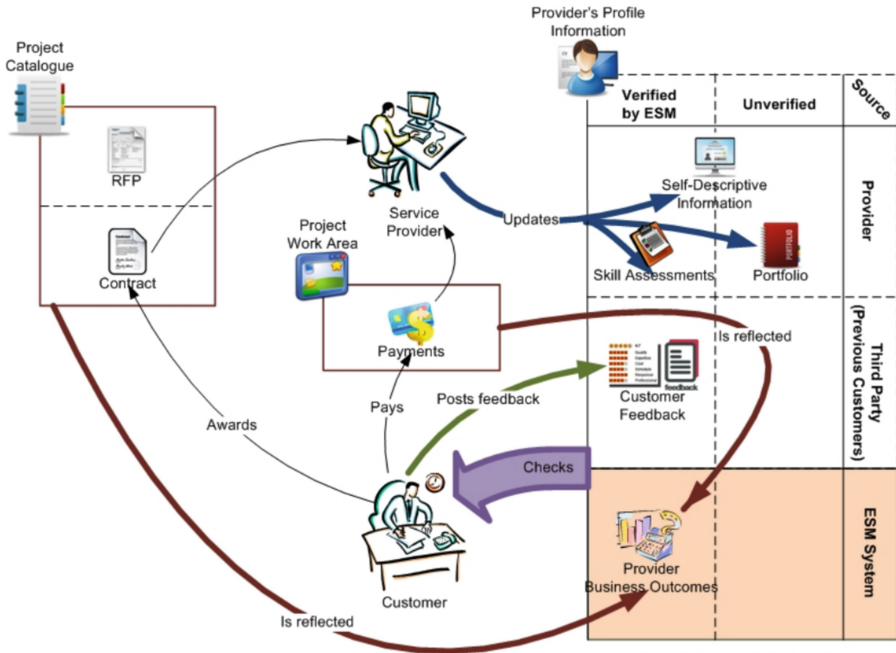 Provider's Profile
Information
Project
Catalogue
Verified
by ESM
Unverified
Source
RFP
Self-Descriptive
Information
Provider
Service
Provider
Updates
Project
Work Area
Contract
Skill Assessments
PORTFOLIO
Portfolio
Payments
Is reflected
feedback
Customer
Feedback
Third Party
(Previous Customers)
Posts feedback
Pays
Awards
Checks
ESM System
Provider
Business Outcomes
Customer
Is reflected